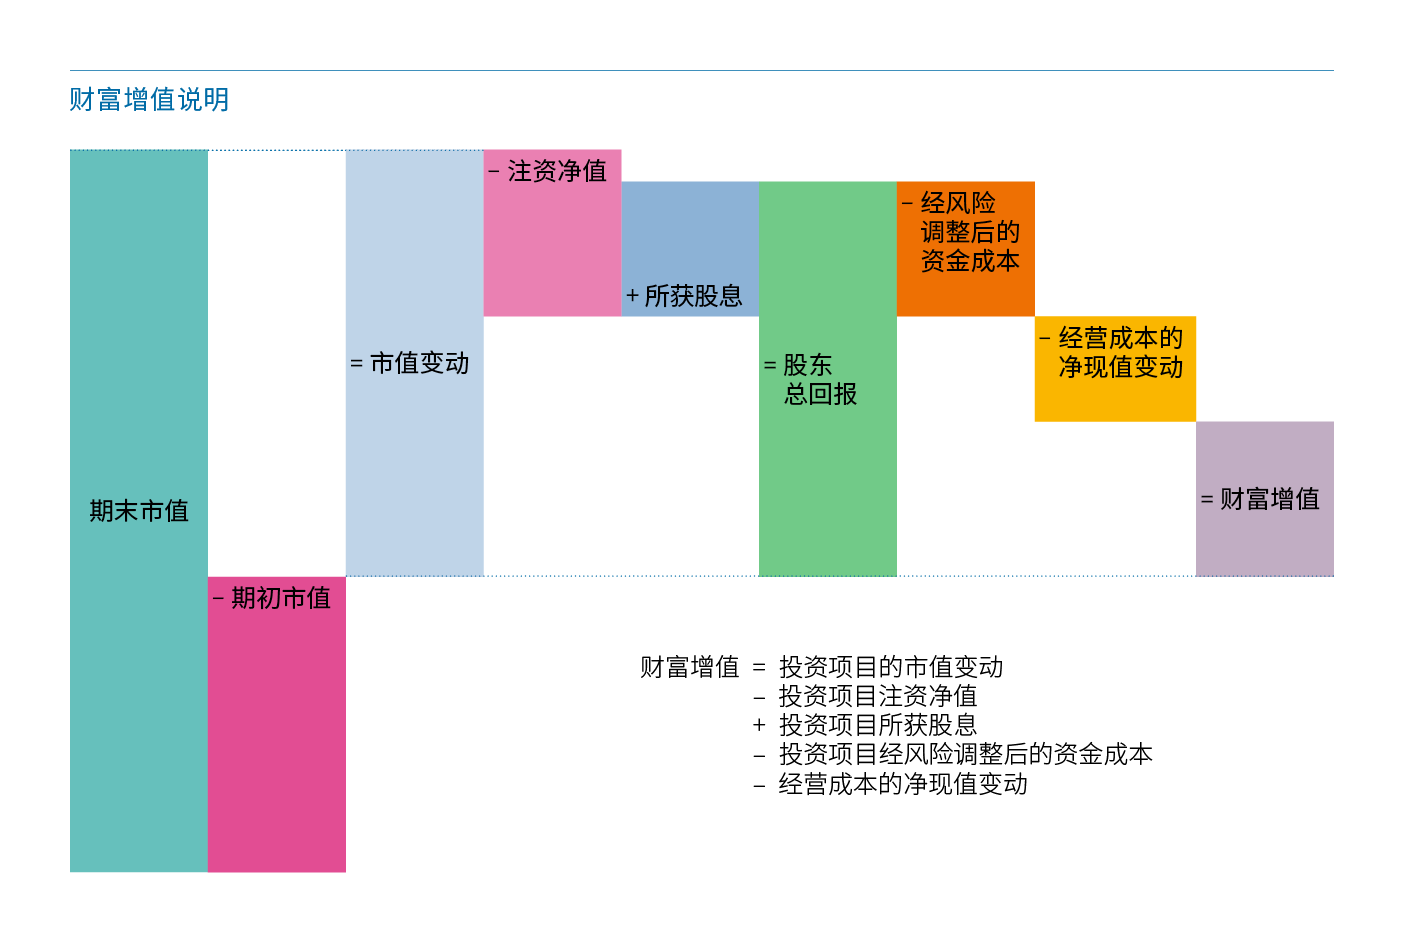 财富增值说明
– 注资净值
– 经风险
调整后的
资金成本
+ 所获股息
– 经营成本的
净现值变动
= 市值变动
= 股东
总回报
= 财富增值
期末市值
– 期初市值
财富增值 = 投资项目的市值变动
– 投资项目注资净值
+ 投资项目所获股息
– 投资项目经风险调整后的资金成本
– 经营成本的净现值变动